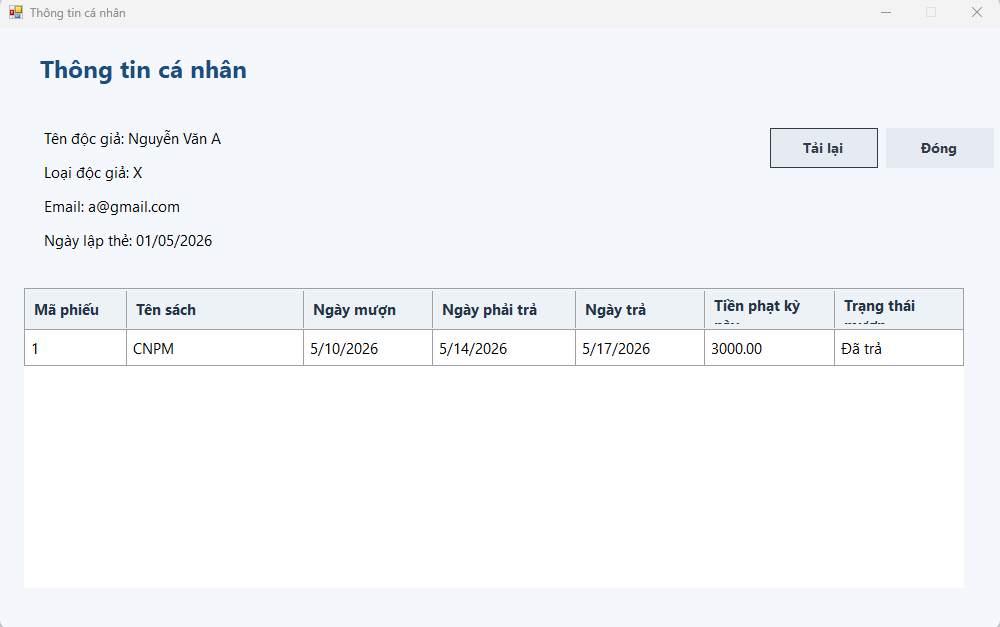 Thông tin cá nhân
Thông tin cá nhân
Tên độc giả: Nguyễn Văn A
Tải lại
Đóng
Loại độc giả: X
Email: a@gmail.com
Ngày lập thẻ: 01/05/2026
Mã phiếu Tên sách Ngày mượn Ngày phải trả Ngày trả Tiền phạt kỳ Trạng thái
1 CNPM 5/10/2026 5/14/2026 5/17/2026 3000.00 Đã trả